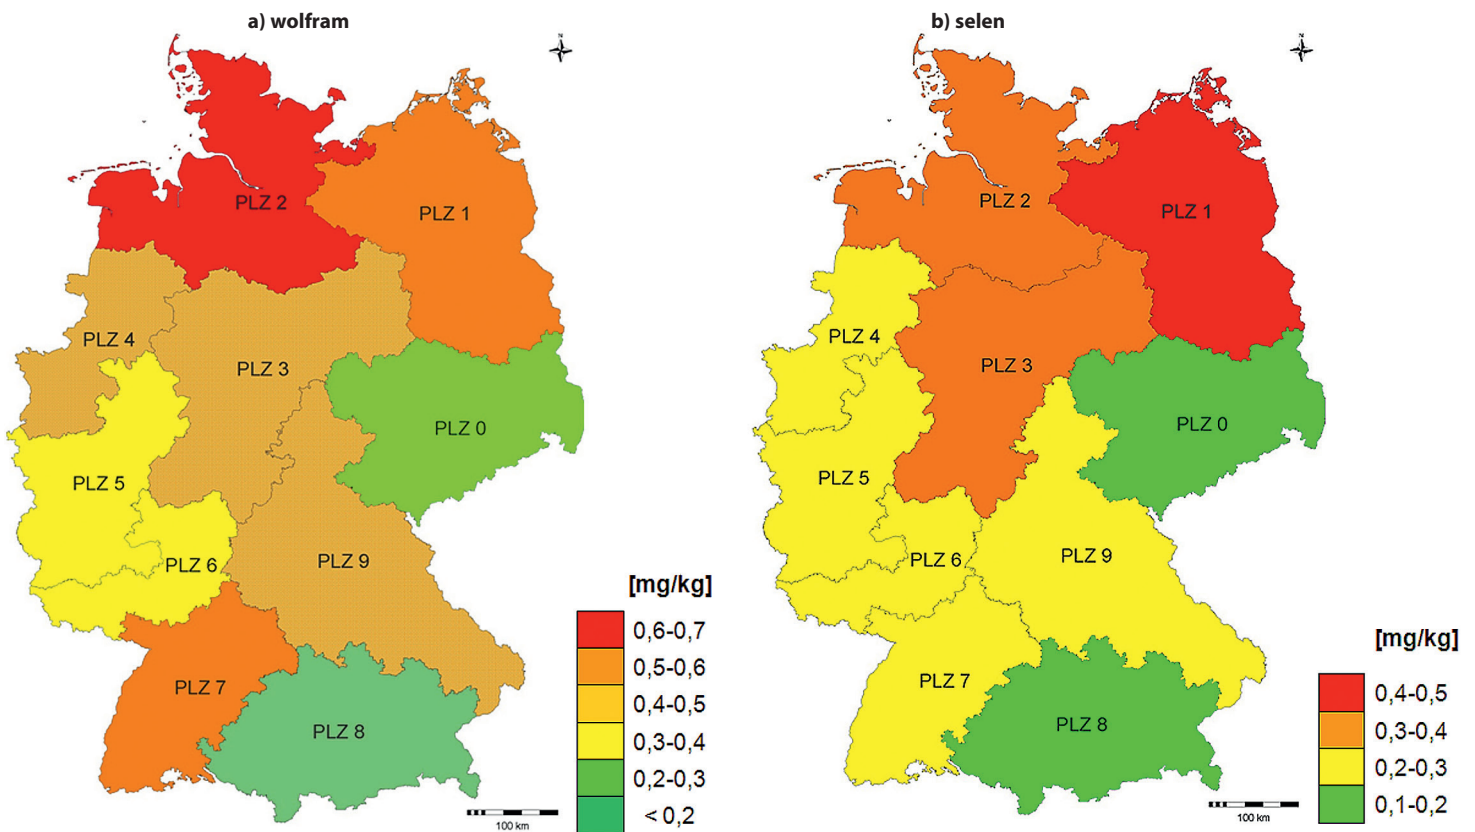 a) wolfram
PLZ 2
PLZ 1
PLZ 4
PLZ 3
PLZ 0
PLZ 5
PLZ 9
PLZ 6
PLZ 7
PLZ 8
[mg/kg]
0,6-0,7
0,5-0,6
0,4-0,5
0,3-0,4
0,2-0,3
< 0,2
100 km
b) selen
PLZ 2
PLZ 1
PLZ 4
PLZ 3
PLZ 0
PLZ 5
PLZ 9
PLZ 6
PLZ 7
PLZ 8
[mg/kg]
0,4-0,5
0,3-0,4
0,2-0,3
0,1-0,2
100 km